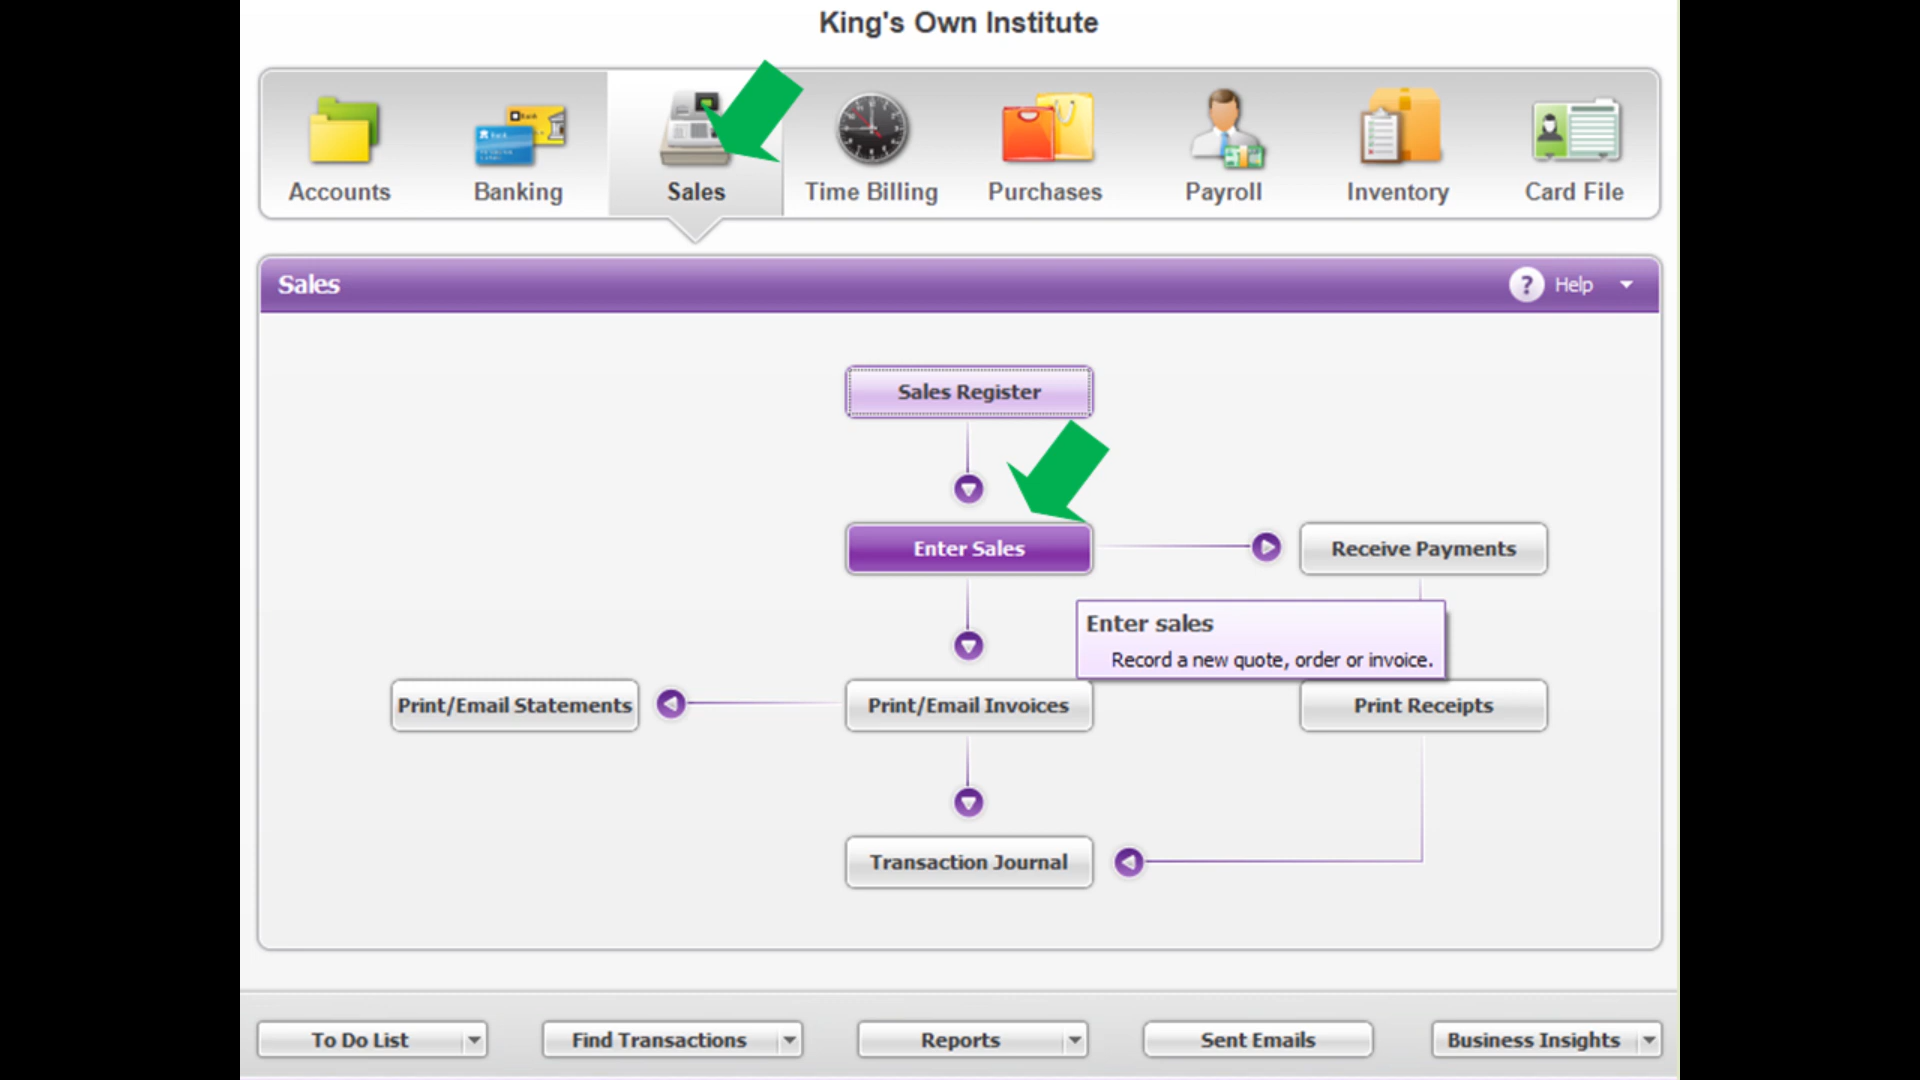 King's Own Institute
Accounts
Banking
Sales
Time Billing
Purchases
Payroll
Inventory
Card File
Sales
? Help
Sales Register
Enter Sales
Receive Payments
Enter sales
Record a new quote, order or invoice.
Print/Email Statements
Print/Email Invoices
Print Receipts
Transaction Journal
To Do List
Find Transactions
Reports
Sent Emails
Business Insights